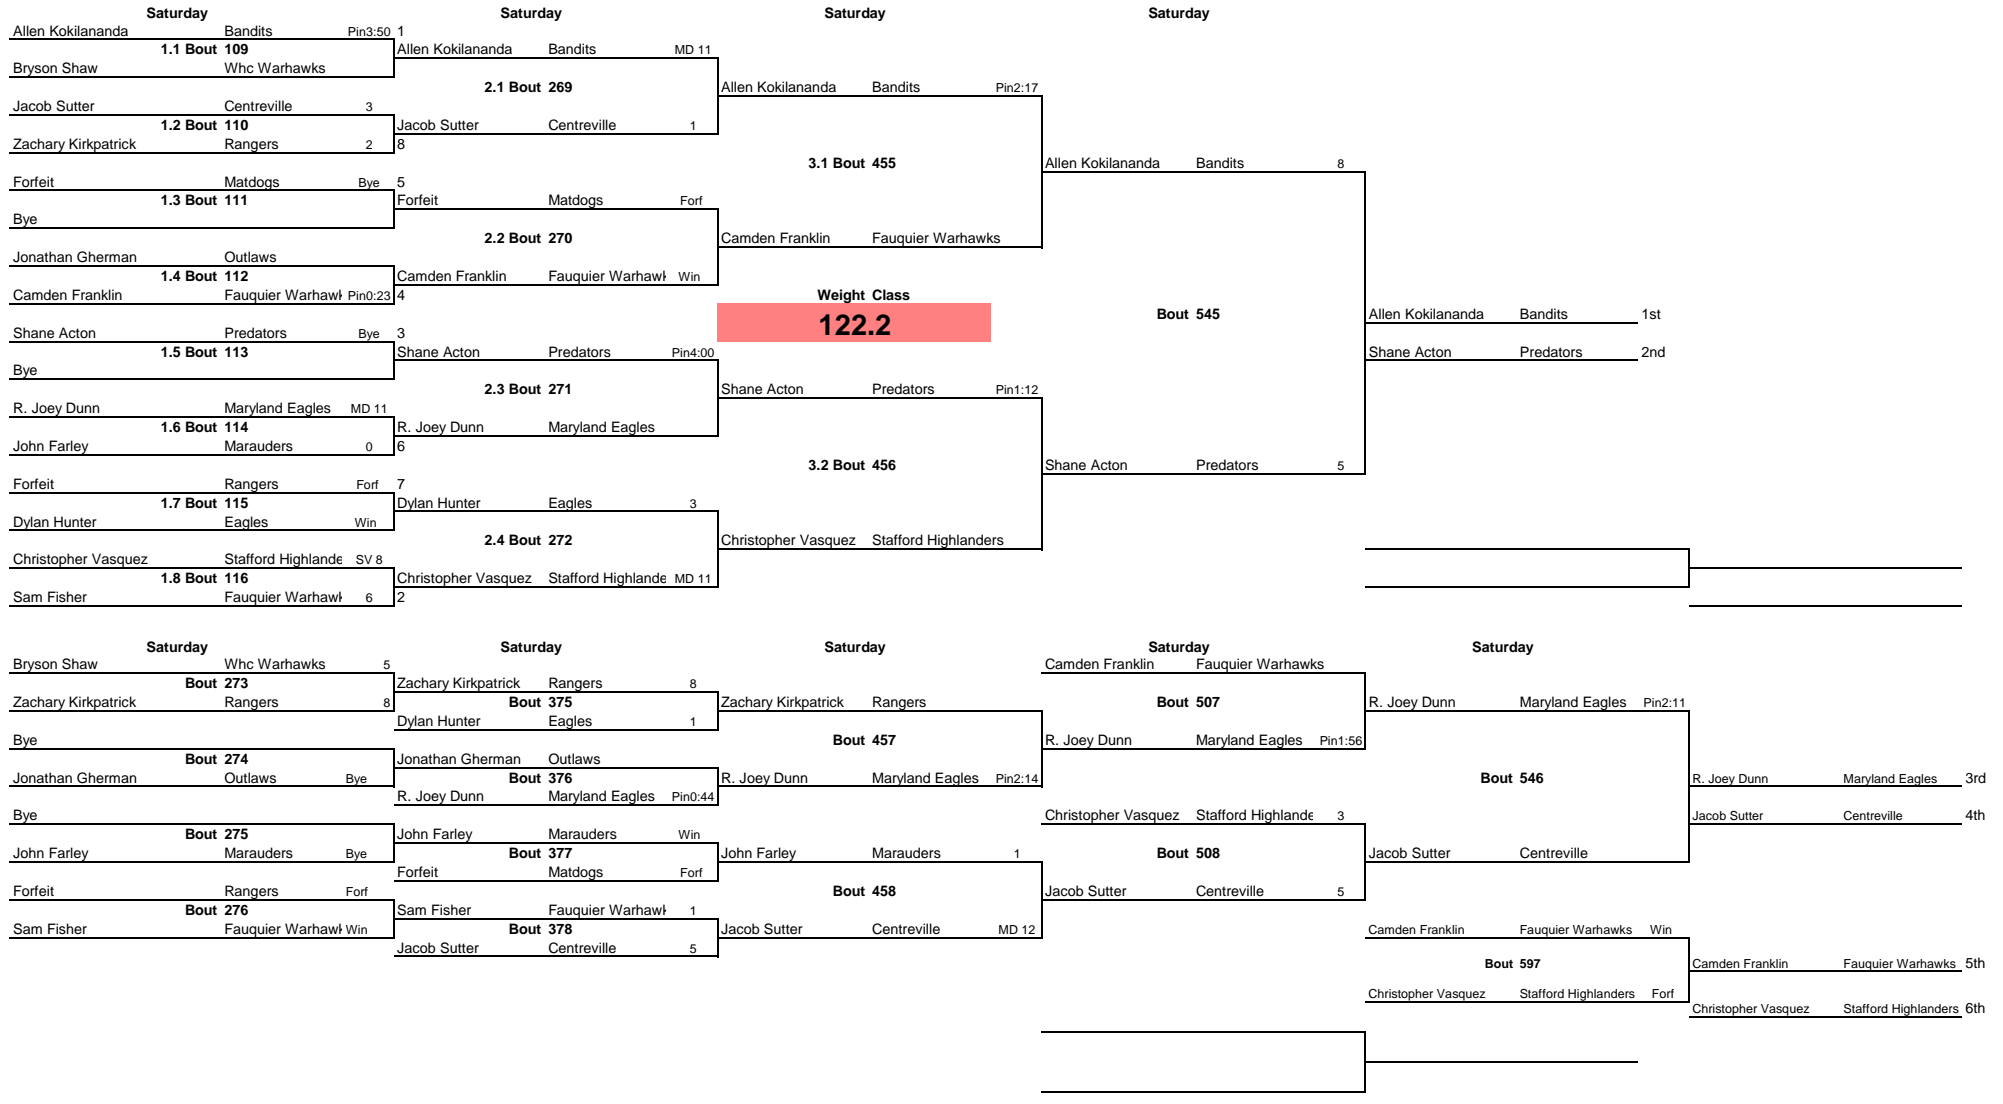 Saturday Saturday Saturday Saturday
Allen Kokilananda Bandits Pin3:50 1
1.1 Bout 109 Allen Kokilananda Bandits MD 11
Bryson Shaw Whc Warhawks
2.1 Bout 269 Allen Kokilananda Bandits Pin2:17
Jacob Sutter Centreville 3
1.2 Bout 110 Jacob Sutter Centreville 1
Zachary Kirkpatrick Rangers 2 8
3.1 Bout 455 Allen Kokilananda Bandits 8
Forfeit Matdogs Bye 5
1.3 Bout 111 Forfeit Matdogs Forf
Bye
2.2 Bout 270 Camden Franklin Fauquier Warhawks
Jonathan Gherman Outlaws
1.4 Bout 112 Camden Franklin Fauquier Warhawk Win
Camden Franklin Fauquier Warhawk Pin0:23 4 Weight Class
Bout 545 Allen Kokilananda Bandits 1st
122.2
Shane Acton Predators Bye 3
1.5 Bout 113 Shane Acton Predators Pin4:00 Shane Acton Predators 2nd
Bye
2.3 Bout 271 Shane Acton Predators Pin1:12
R. Joey Dunn Maryland Eagles MD 11
1.6 Bout 114 R. Joey Dunn Maryland Eagles
John Farley Marauders 0 6
3.2 Bout 456 Shane Acton Predators 5
Forfeit Rangers Forf 7
1.7 Bout 115 Dylan Hunter Eagles 3
Dylan Hunter Eagles Win
2.4 Bout 272 Christopher Vasquez Stafford Highlanders
Christopher Vasquez Stafford Highlande SV 8
1.8 Bout 116 Christopher Vasquez Stafford Highlande MD 11
Sam Fisher Fauquier Warhawk 6 2
Saturday Saturday Saturday Saturday Saturday
Bryson Shaw Whc Warhawks 5 Camden Franklin Fauquier Warhawks
Bout 273 Zachary Kirkpatrick Rangers 8
Zachary Kirkpatrick Rangers 8 Bout 375 Zachary Kirkpatrick Rangers Bout 507 R. Joey Dunn Maryland Eagles Pin2:11
Dylan Hunter Eagles 1
Bye Bout 457 R. Joey Dunn Maryland Eagles Pin1:56
Bout 274 Jonathan Gherman Outlaws
Jonathan Gherman Outlaws Bye Bout 376 R. Joey Dunn Maryland Eagles Pin2:14 Bout 546 R. Joey Dunn Maryland Eagles 3rd
R. Joey Dunn Maryland Eagles Pin0:44
Bye Christopher Vasquez Stafford Highlande 3 Jacob Sutter Centreville 4th
Bout 275 John Farley Marauders Win
John Farley Marauders Bye Bout 377 John Farley Marauders 1 Bout 508 Jacob Sutter Centreville
Forfeit Matdogs Forf
Forfeit Rangers Forf Bout 458 Jacob Sutter Centreville 5
Bout 276 Sam Fisher Fauquier Warhawk 1
Sam Fisher Fauquier Warhawk Win Bout 378 Jacob Sutter Centreville MD 12 Camden Franklin Fauquier Warhawks Win
Jacob Sutter Centreville 5
Bout 597 Camden Franklin Fauquier Warhawks 5th
Christopher Vasquez Stafford Highlanders Forf
Christopher Vasquez Stafford Highlanders 6th